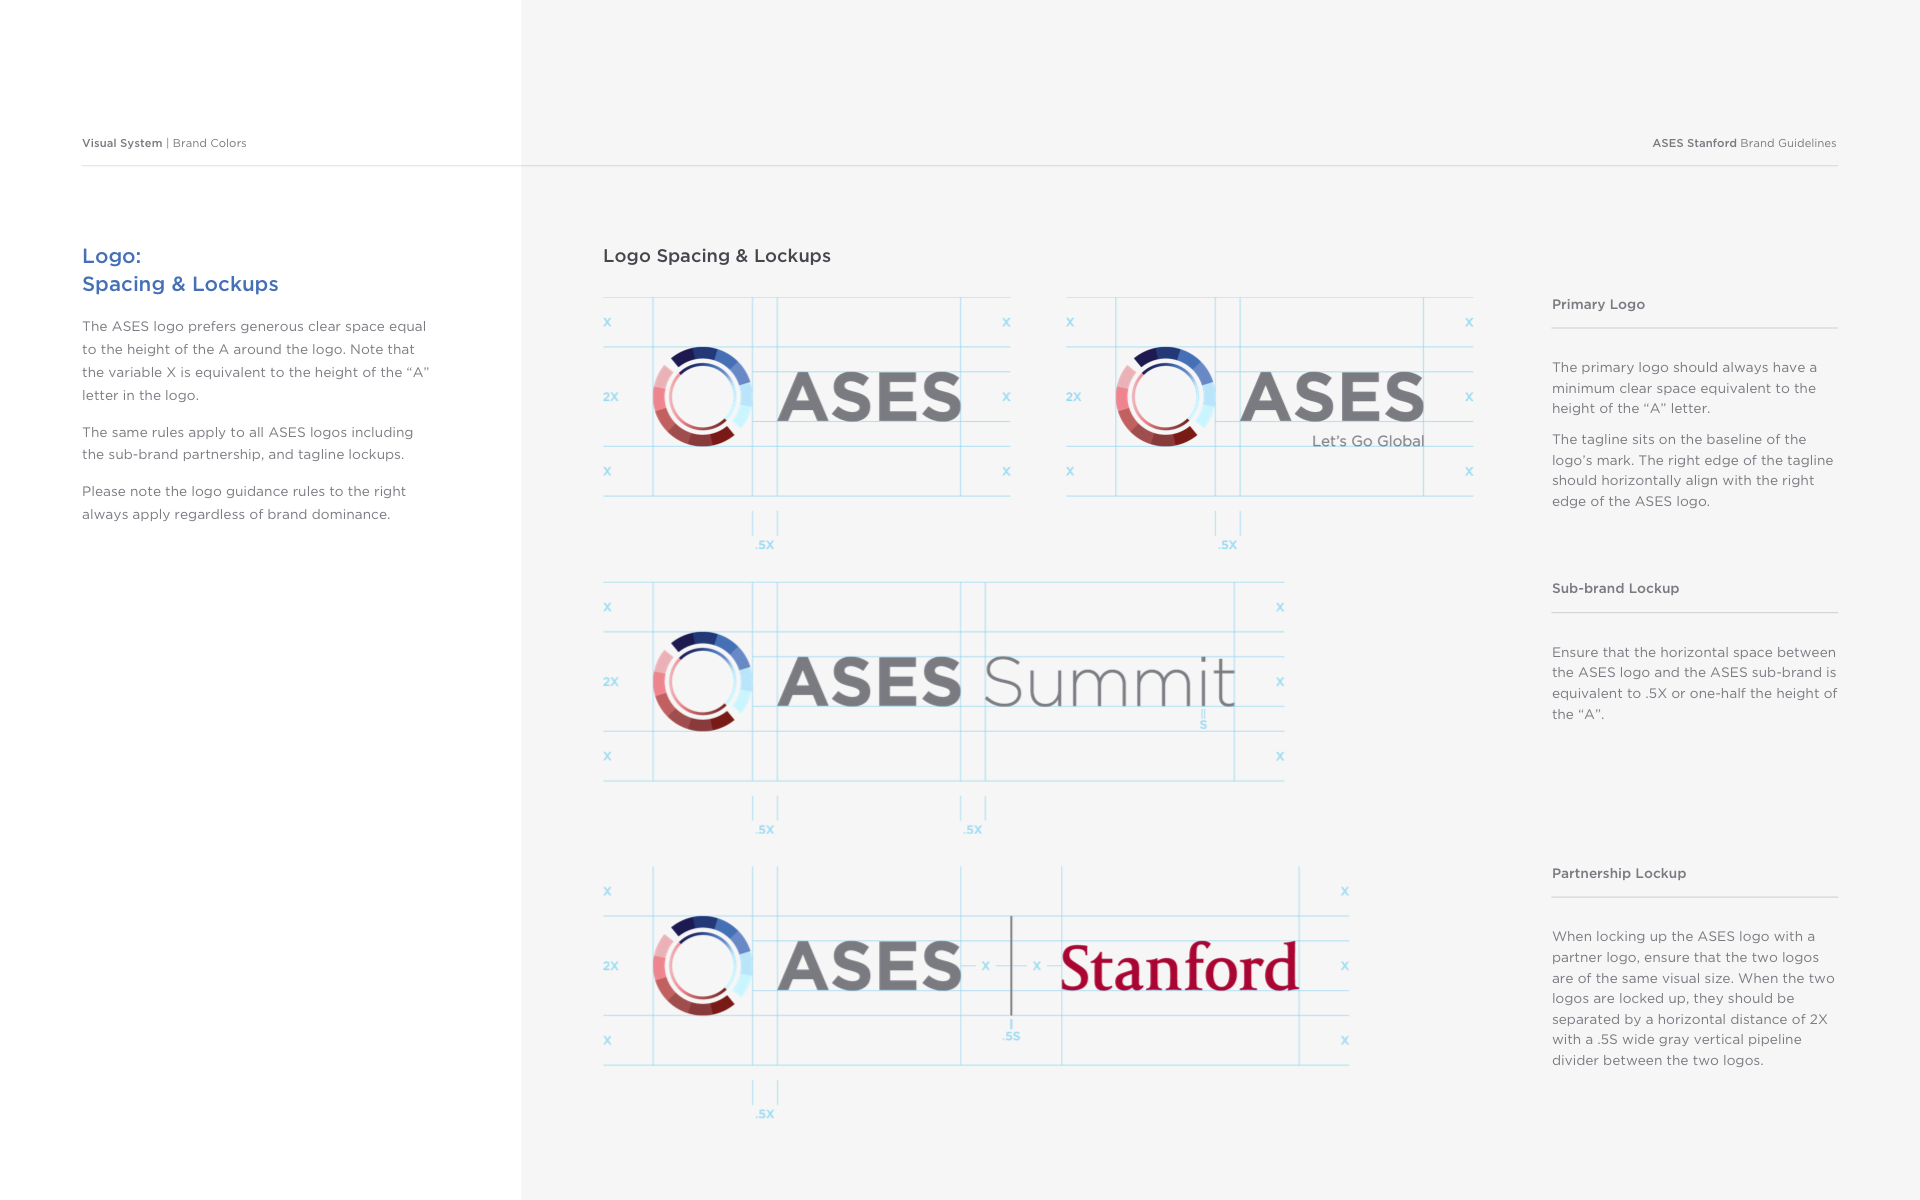 Visual System | Brand Colors
ASES Stanford Brand Guidelines
Logo:
Spacing & Lockups
The ASES logo prefers generous clear space equal
to the height of the A around the logo. Note that
the variable X is equivalent to the height of the “A”
letter in the logo.
The same rules apply to all ASES logos including
the sub-brand partnership, and tagline lockups.
Please note the logo guidance rules to the right
always apply regardless of brand dominance.
Logo Spacing & Lockups
X X
2X ASES X
X X
.5X
X X
2X ASES X
Let’s Go Global
X X
.5X
Primary Logo
The primary logo should always have a
minimum clear space equivalent to the
height of the “A” letter.
The tagline sits on the baseline of the
logo’s mark. The right edge of the tagline
should horizontally align with the right
edge of the ASES logo.
X X
2X ASES Summit X
S
X X
.5X .5X
Sub-brand Lockup
Ensure that the horizontal space between
the ASES logo and the ASES sub-brand is
equivalent to .5X or one-half the height of
the “A”.
X X
2X ASES X X Stanford X
.5S
X X
.5X
Partnership Lockup
When locking up the ASES logo with a
partner logo, ensure that the two logos
are of the same visual size. When the two
logos are locked up, they should be
separated by a horizontal distance of 2X
with a .5S wide gray vertical pipeline
divider between the two logos.